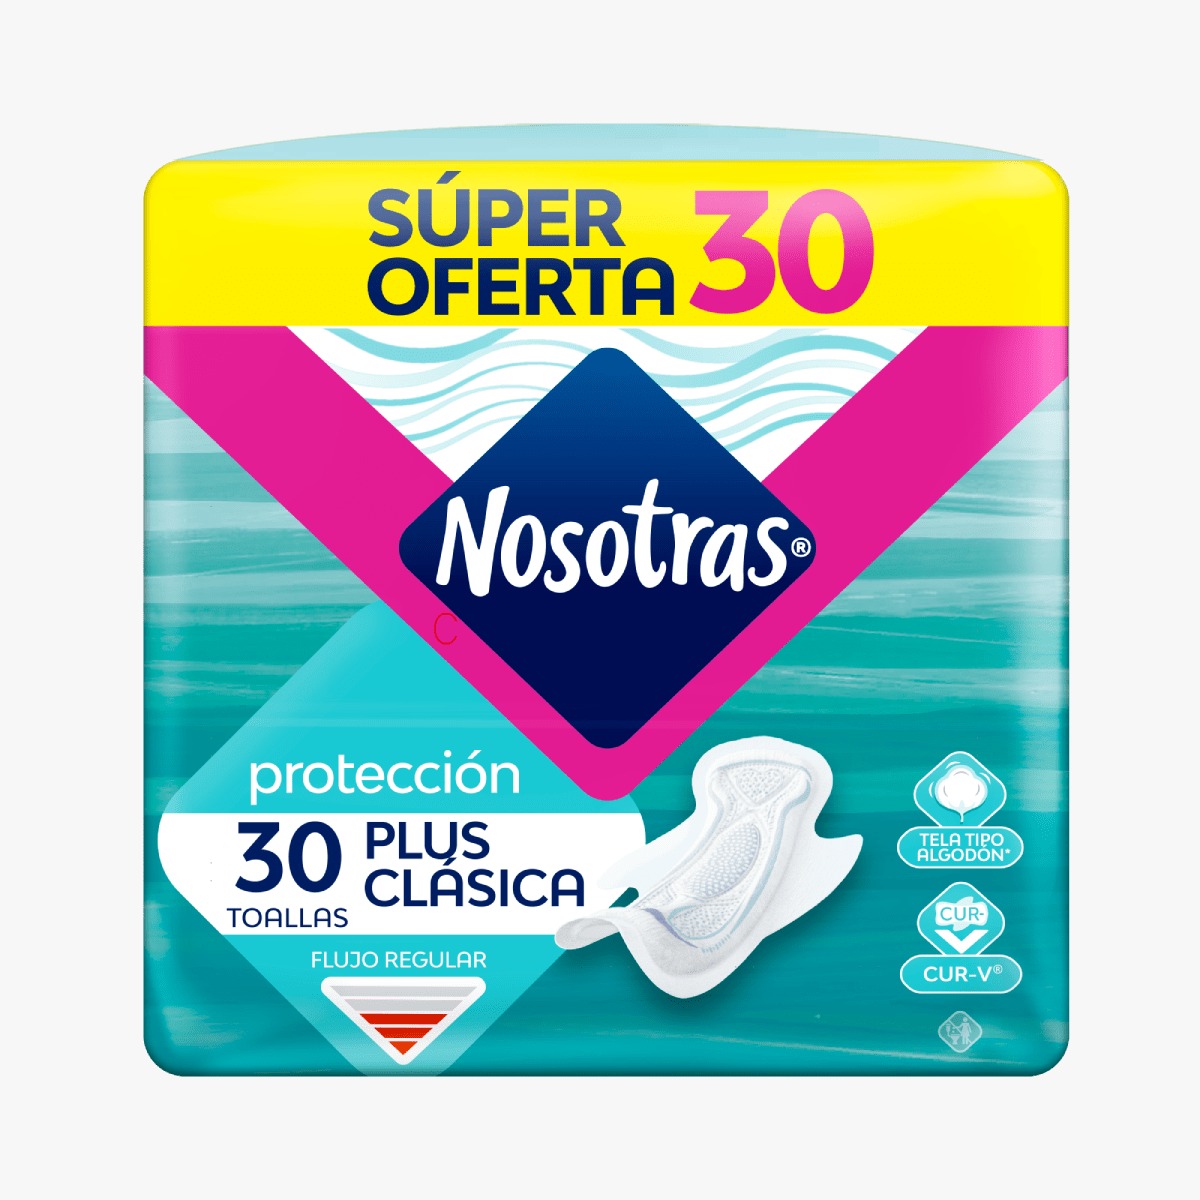 SÚPER
OFERTA 30
Nosotras®
C
protección
30 PLUS
CLÁSICA
TOALLAS
FLUJO REGULAR
TELA TIPO
ALGODÓN*
CUR-
CUR-V®